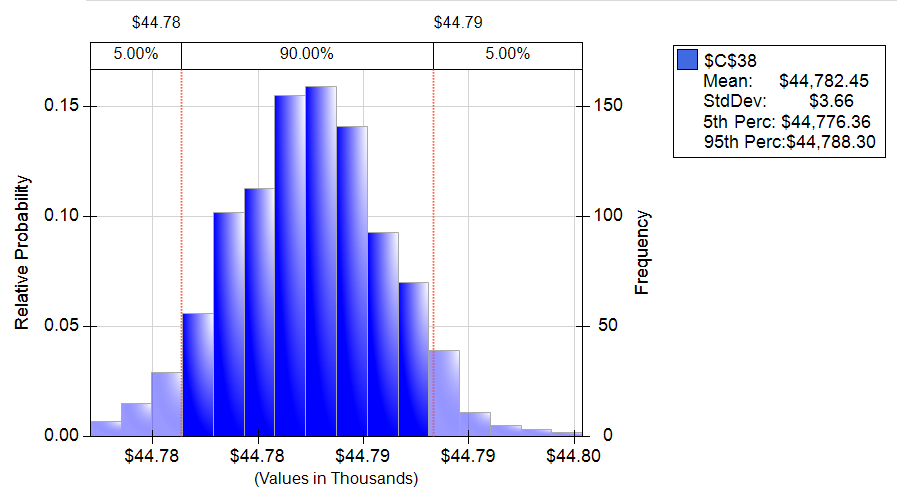 $44.78 $44.79
5.00% 90.00% 5.00%
$C$38
Mean: $44,782.45
StdDev: $3.66
5th Perc: $44,776.36
95th Perc:$44,788.30
0.15
0.10
0.05
0.00
Relative Probability
150
100
50
0
Frequency
$44.78 $44.78 $44.79 $44.79 $44.80
(Values in Thousands)